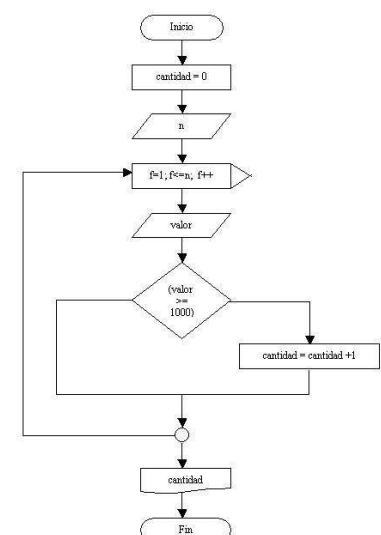 Inicio
cantidad = 0
n
f=1; f<=n; f++
valor
(valor
>=
1000)
cantidad = cantidad +1
cantidad
Fin